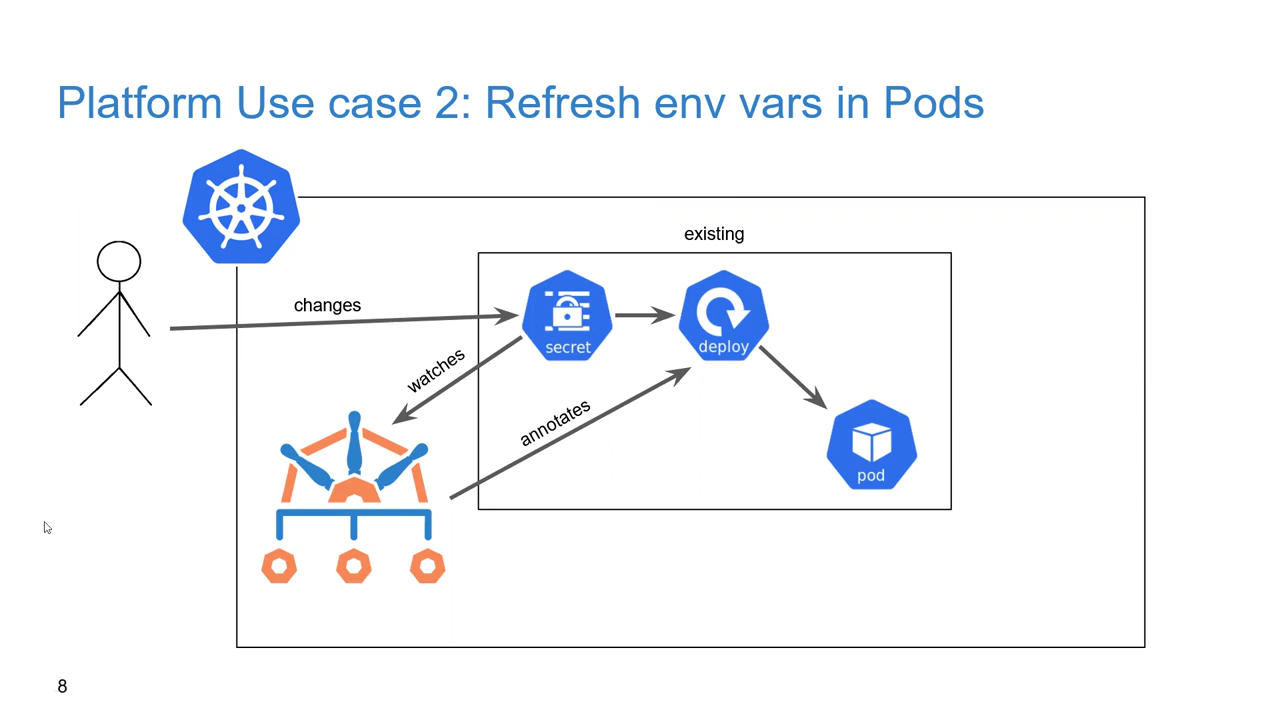 Platform Use case 2: Refresh env vars in Pods
existing
changes
secret
deploy
watches
annotates
pod
8